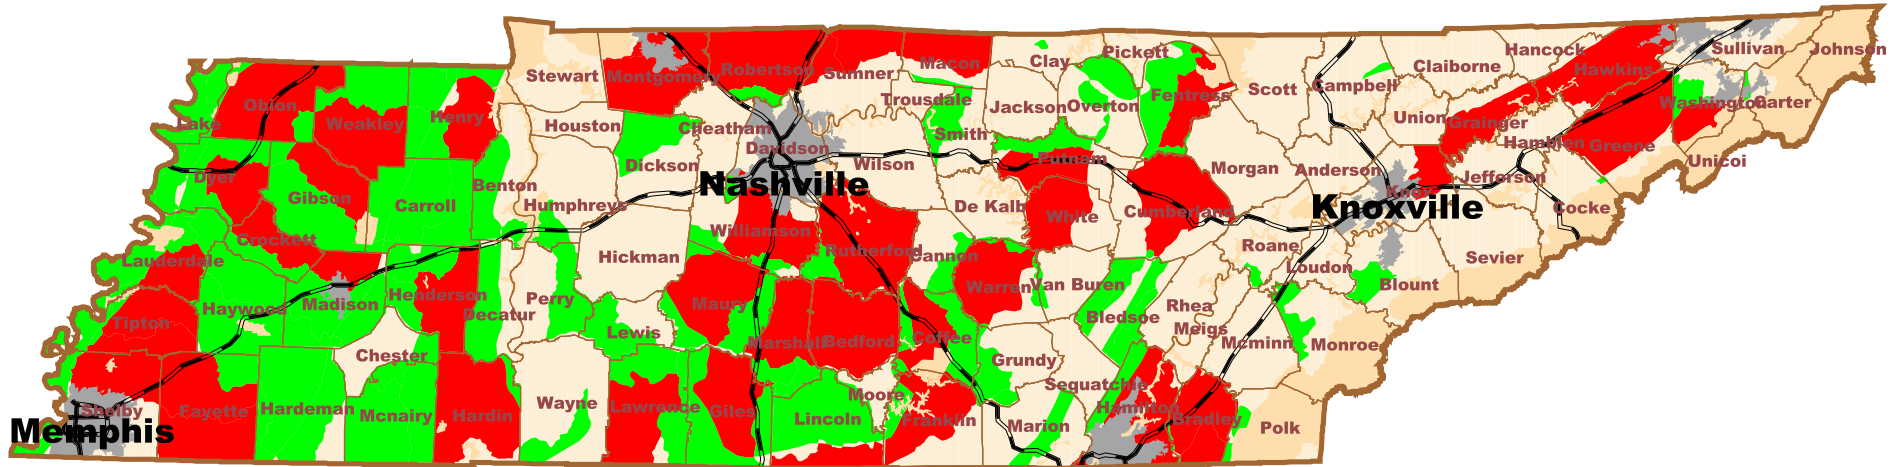 Stewart
Montgomery
Robertson
Sumner
Macon
Clay
Pickett
Hancock
Sullivan
Johnson
Claiborne
Hawkins
Obion
Weakley
Henry
Lake
Houston
Cheatham
Davidson
Trousdale
Smith
Jackson
Overton
Fentress
Scott
Campbell
Union
Grainger
Hamblen
Greene
Washington
Carter
Unicoi
Dyer
Gibson
Carroll
Benton
Humphreys
Dickson
Nashville
Wilson
Putnam
De Kalb
White
Cumberland
Morgan
Anderson
Knox
Knoxville
Jefferson
Cocke
Crockett
Lauderdale
Williamson
Rutherford
Cannon
Hickman
Roane
Loudon
Sevier
Blount
Tipton
Haywood
Madison
Henderson
Decatur
Perry
Maury
Warren
Van Buren
Rhea
Bledsoe
Meigs
Mcminn
Monroe
Lewis
Marshall
Bedford
Coffee
Grundy
Sequatchie
Chester
Shelby
Memphis
Fayette
Hardeman
Mcnairy
Hardin
Wayne
Lawrence
Giles
Lincoln
Moore
Franklin
Marion
Hamilton
Bradley
Polk